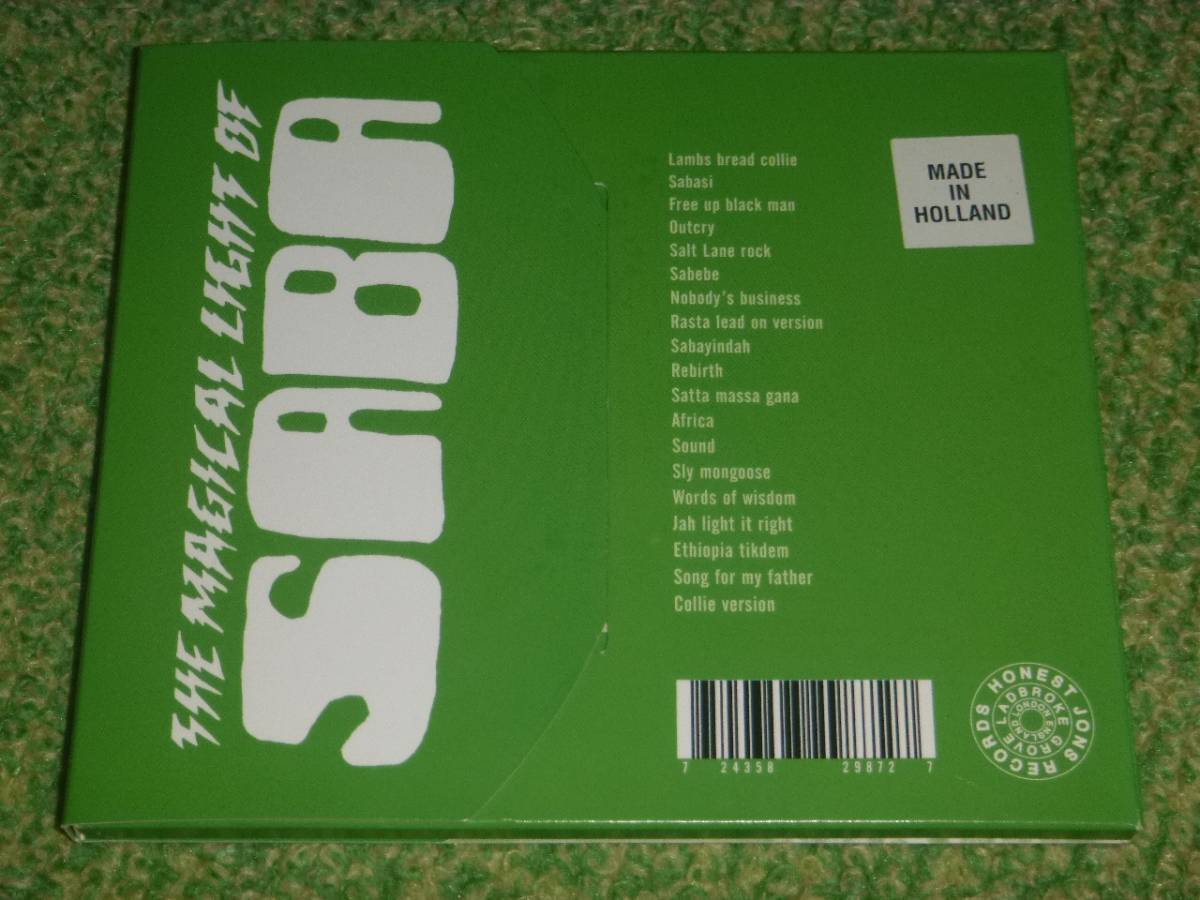 THE MAGICAL LIGHT OF
SABA
Lambs bread collie
Sabasi
Free up black man
Outcry
Salt Lane rock
Sabebe
Nobody's business
Rasta lead on version
Sabayindah
Rebirth
Satta massa gana
Africa
Sound
Sly mongoose
Words of wisdom
Jah light it right
Ethiopia tikdem
Song for my father
Collie version
MADE
IN
HOLLAND
7 24358 29872 7
HONEST JONS RECORDS
LADBROKE GROVE
LONDON ENGLAND